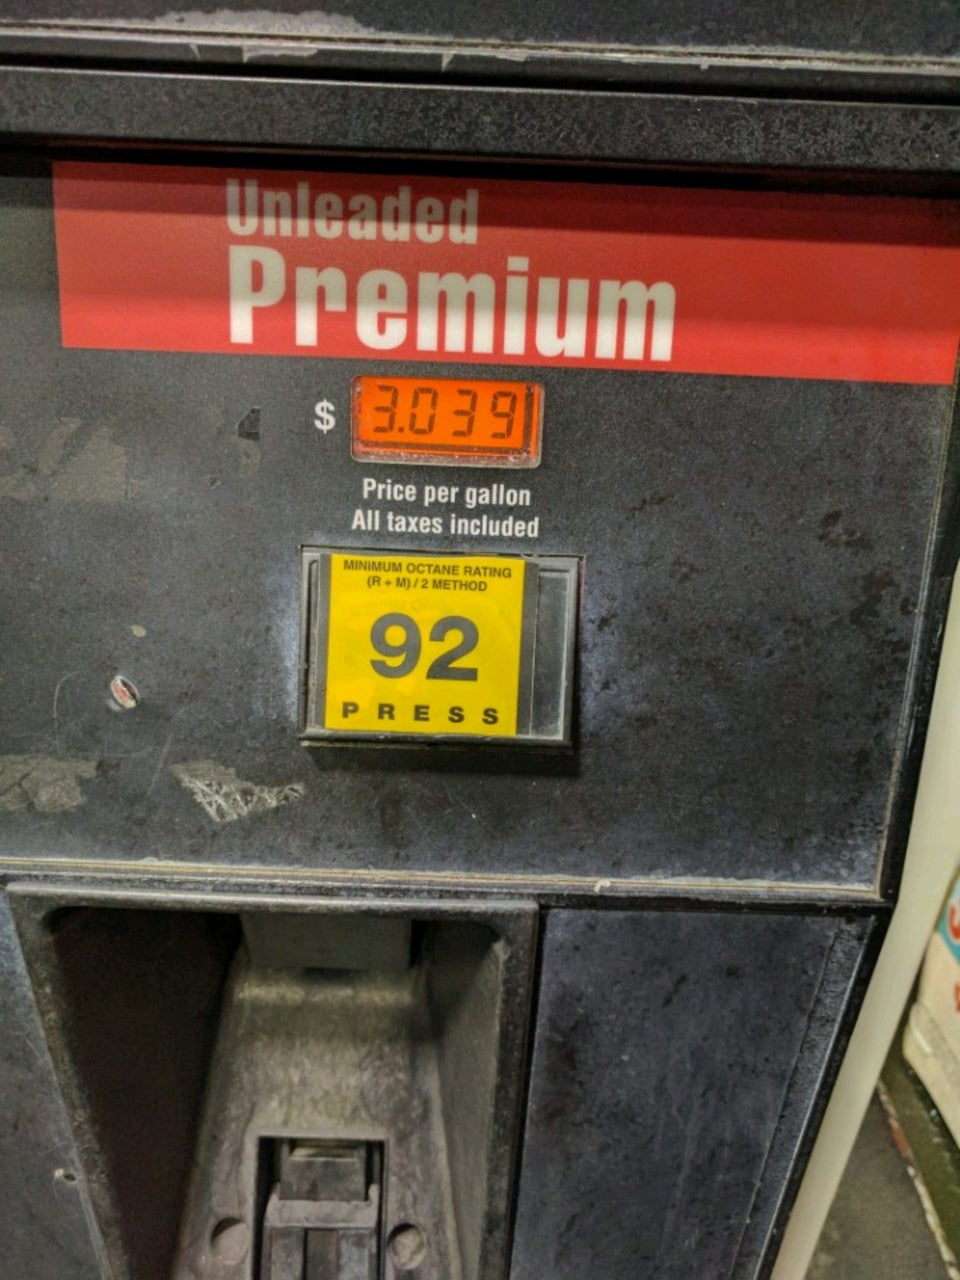 Unleaded
Premium
$ 3.039
Price per gallon
All taxes included
MINIMUM OCTANE RATING
(R + M) / 2 METHOD
92
PRESS